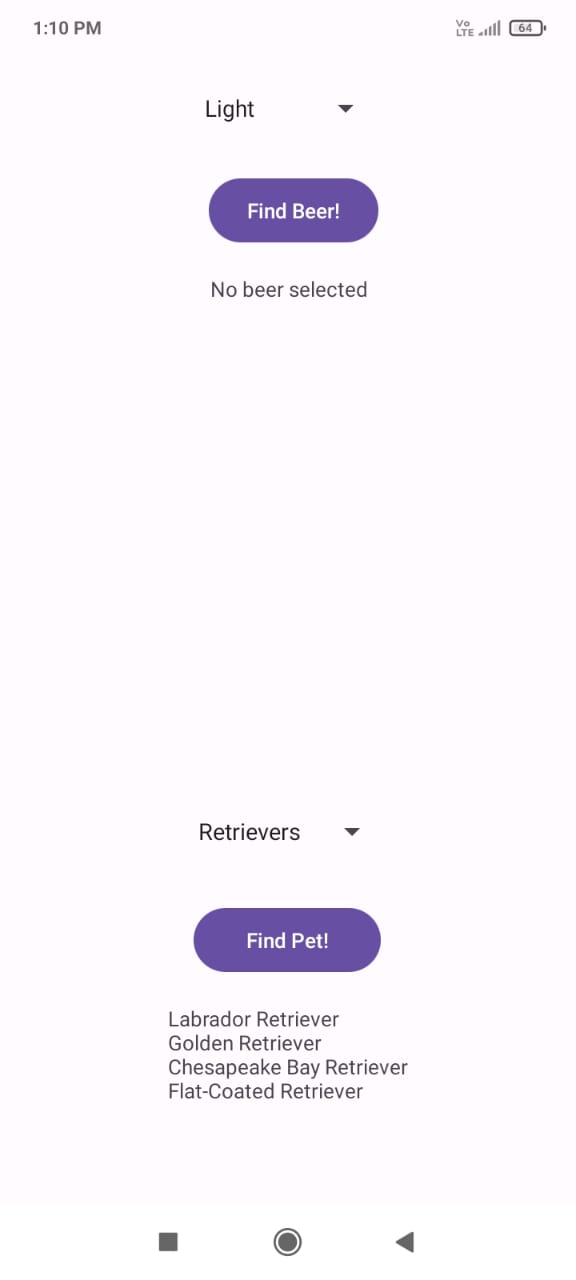 1:10 PM
Vo LTE 64
Light
Find Beer!
No beer selected
Retrievers
Find Pet!
Labrador Retriever
Golden Retriever
Chesapeake Bay Retriever
Flat-Coated Retriever